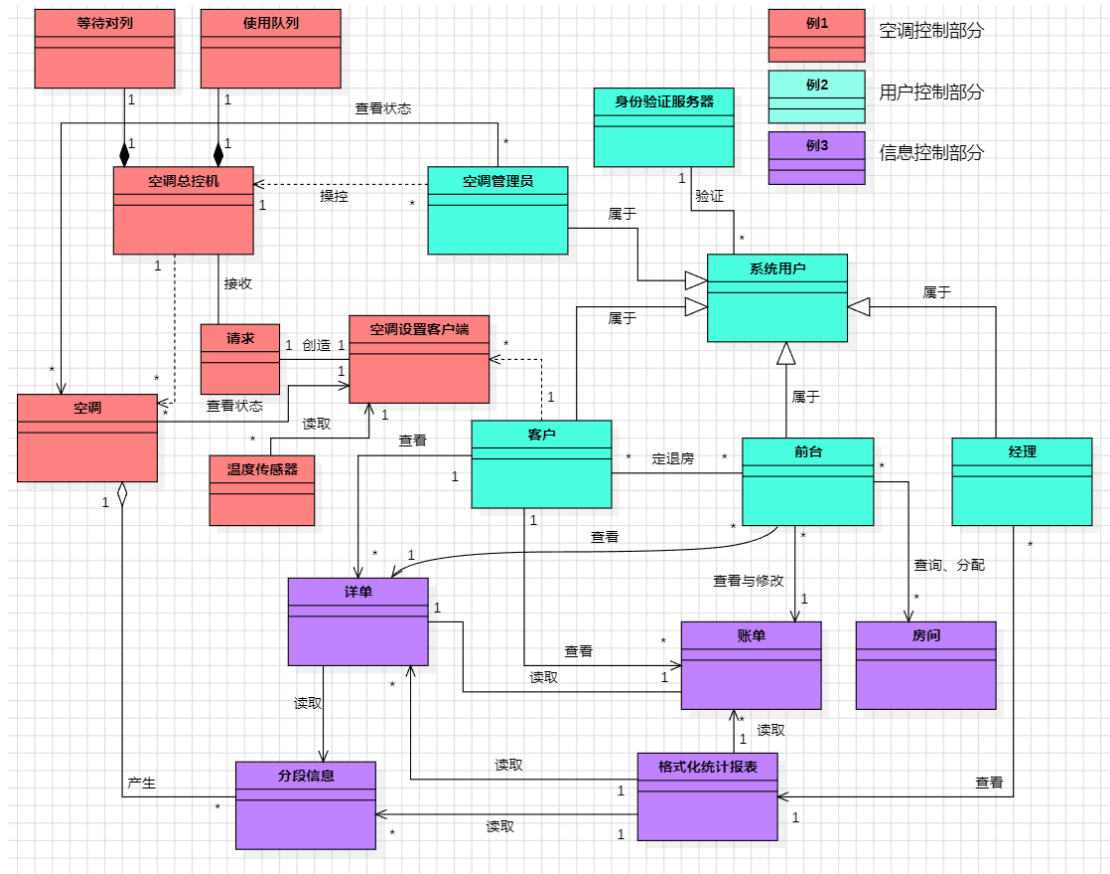 等待对列
使用队列
例1
空调控制部分
例2
用户控制部分
例3
信息控制部分
1
1
查看状态
*
身份验证服务器
1
1
空调总控机
1
操控
*
空调管理员
1
验证
*
属于
系统用户
1
接收
属于
属于
请求
1
创造
1
空调设置客户端
*
*
*
空调
*
查看状态
1
读取
*
1
1
属于
温度传感器
查看
1
客户
*
定退房
*
前台
*
经理
1
1
查看
*
1
*
*
*
查看与修改
1
查询、分配
*
详单
1
账单
房间
查看
*
1
读取
*
读取
*
1
读取
产生
*
分段信息
读取
1
格式化统计报表
查看
1
*
读取
1